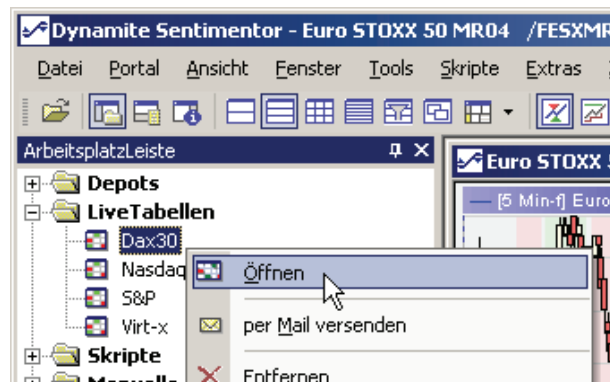 Dynamite Sentimentor - Euro STOXX 50 MR04 /FESXMR
Datei Portal Ansicht Fenster Tools Skripte Extras
ArbeitsplatzLeiste
Depots
LiveTabellen
Dax30
Nasdaq
S&P
Virt-x
Skripte
Euro STOXX
[5 Min-f] Euro
Öffnen
per Mail versenden
Entfernen